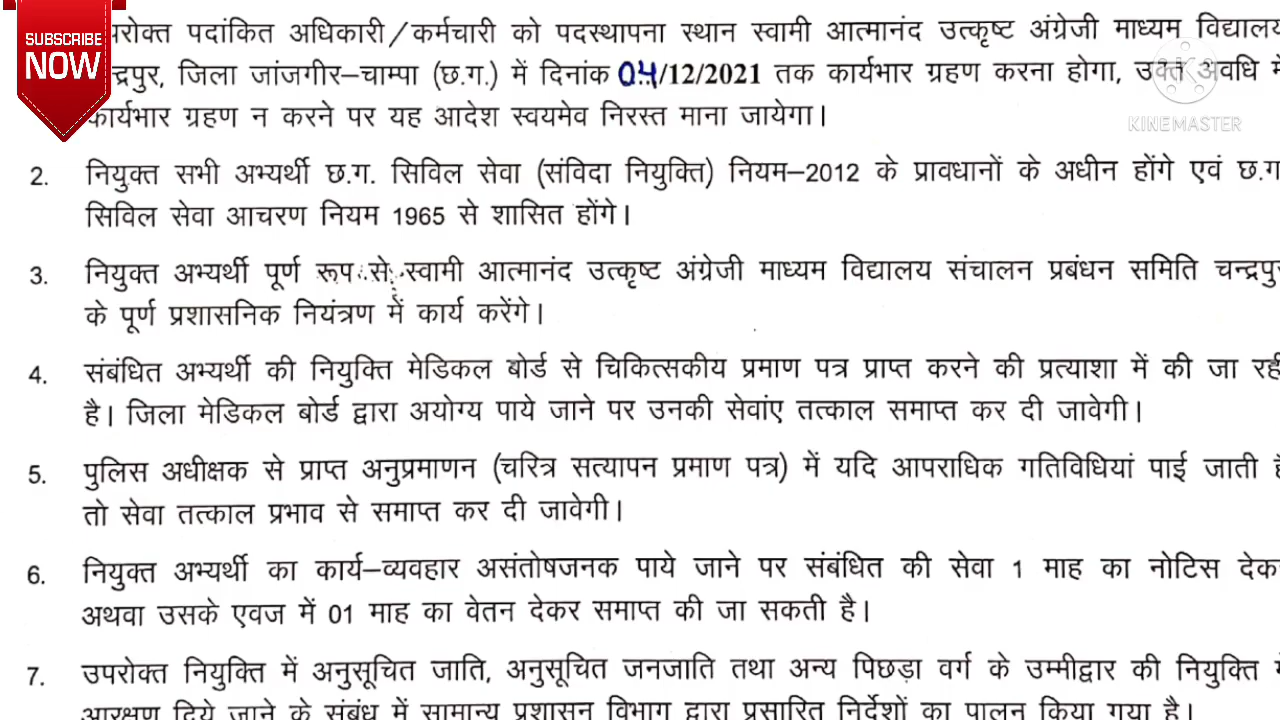 SUBSCRIBE
NOW
परोक्त पदांकित अधिकारी/कर्मचारी को पदस्थापना स्थान स्वामी आत्मानंद उत्कृष्ट अंग्रेजी माध्यम विद्यालय
न्द्रपुर, जिला जांजगीर–चाम्पा (छ.ग.) में दिनांक 04/12/2021 तक कार्यभार ग्रहण करना होगा, उक्त अवधि में
कार्यभार ग्रहण न करने पर यह आदेश स्वयमेव निरस्त माना जायेगा।
KINEMASTER
2. नियुक्त सभी अभ्यर्थी छ.ग. सिविल सेवा (संविदा नियुक्ति) नियम–2012 के प्रावधानों के अधीन होंगे एवं छ.ग
सिविल सेवा आचरण नियम 1965 से शासित होंगे।
3. नियुक्त अभ्यर्थी पूर्ण रूप से स्वामी आत्मानंद उत्कृष्ट अंग्रेजी माध्यम विद्यालय संचालन प्रबंधन समिति चन्द्रपुर
के पूर्ण प्रशासनिक नियंत्रण में कार्य करेंगे।
4. संबंधित अभ्यर्थी की नियुक्ति मेडिकल बोर्ड से चिकित्सकीय प्रमाण पत्र प्राप्त करने की प्रत्याशा में की जा रही
है। जिला मेडिकल बोर्ड द्वारा अयोग्य पाये जाने पर उनकी सेवांए तत्काल समाप्त कर दी जावेगी।
5. पुलिस अधीक्षक से प्राप्त अनुप्रमाणन (चरित्र सत्यापन प्रमाण पत्र) में यदि आपराधिक गतिविधियां पाई जाती है
तो सेवा तत्काल प्रभाव से समाप्त कर दी जावेगी।
6. नियुक्त अभ्यर्थी का कार्य–व्यवहार असंतोषजनक पाये जाने पर संबंधित की सेवा 1 माह का नोटिस देकर
अथवा उसके एवज में 01 माह का वेतन देकर समाप्त की जा सकती है।
7. उपरोक्त नियुक्ति में अनुसूचित जाति, अनुसूचित जनजाति तथा अन्य पिछड़ा वर्ग के उम्मीद्वार की नियुक्ति में
आरक्षण दिये जाने के संबंध में सामान्य प्रशासन विभाग द्वारा प्रसारित निर्देशों का पालन किया गया है।